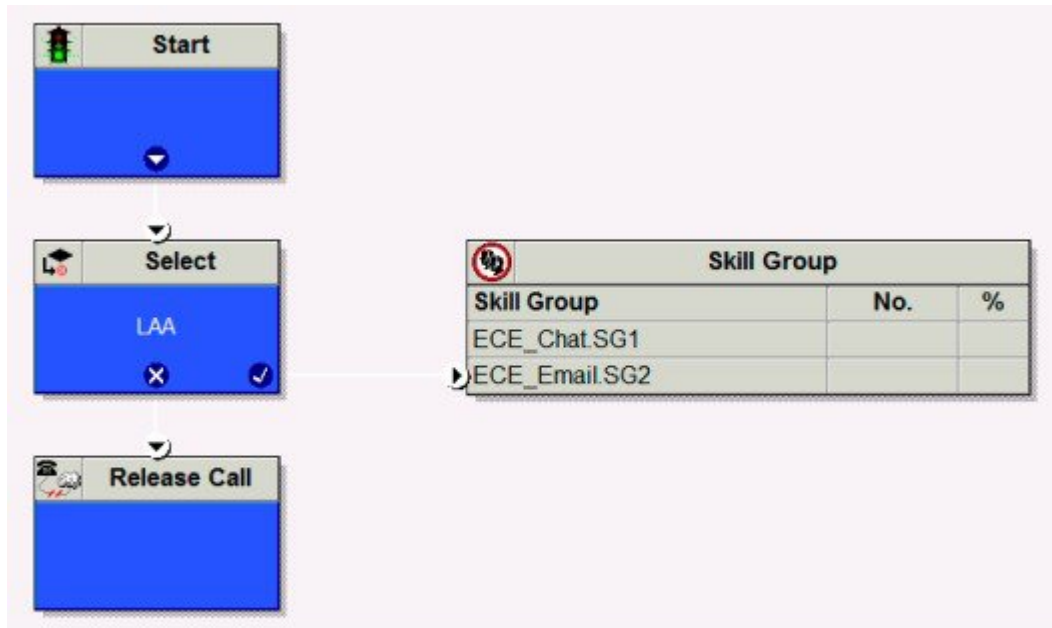 Start
Select
LAA
Skill Group
Skill Group No. %
ECE_Chat.SG1
ECE_Email.SG2
Release Call